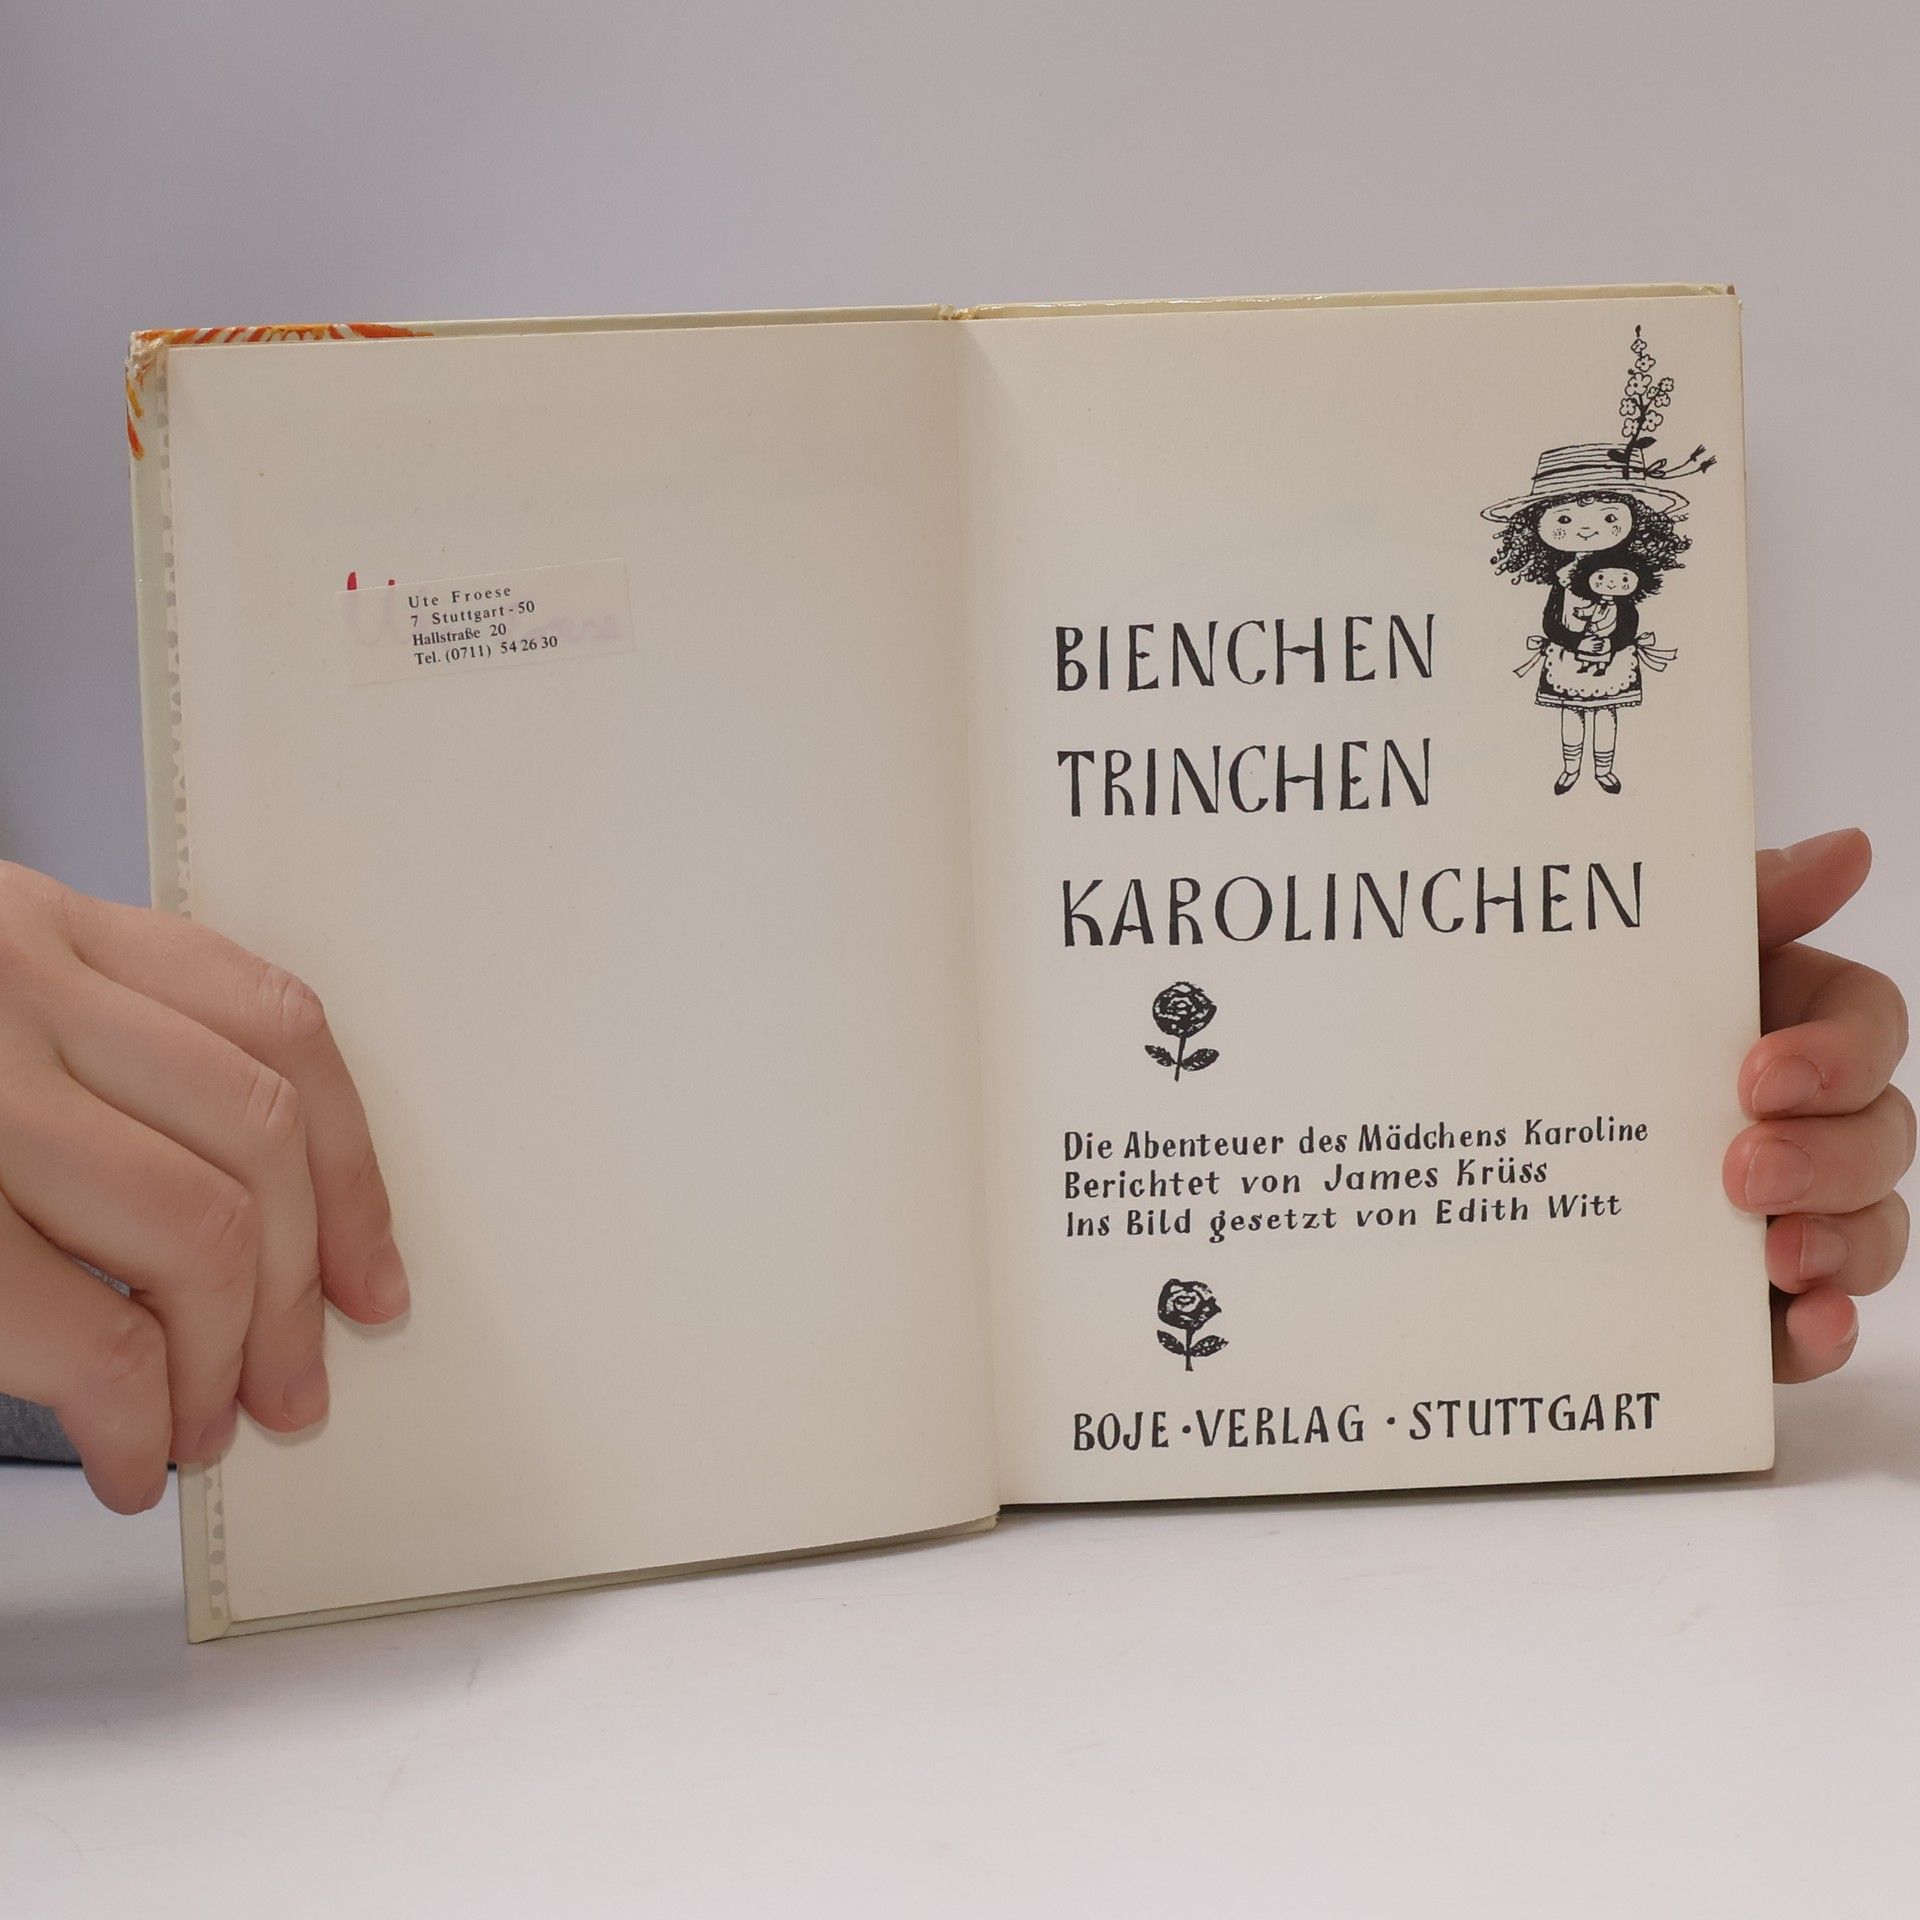 Ute Froese
7 Stuttgart-50
Hallstraße 20
Tel. (0711) 54 26 30
BIENCHEN
TRINCHEN
KAROLINCHEN
Die Abenteuer des Mädchens Karoline
Berichtet von James Krüss
Ins Bild gesetzt von Edith Witt
BOJE · VERLAG · STUTTGART